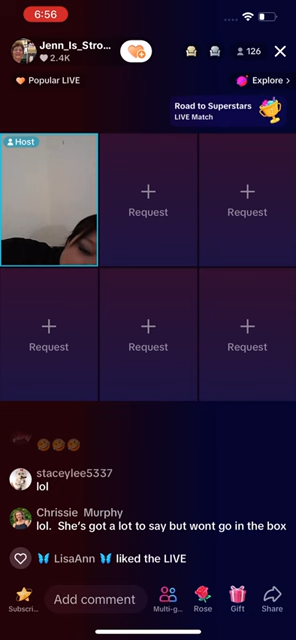 6:56
Jenn_Is_Stro...
2.4K
126
Popular LIVE
Explore >
Road to Superstars
LIVE Match
Host
Request
Request
Request
Request
Request
staceylee5337
lol
Chrissie Murphy
lol. She's got a lot to say but wont go in the box
LisaAnn liked the LIVE
Add comment
Subscri...
Multi-g...
Rose
Gift
Share